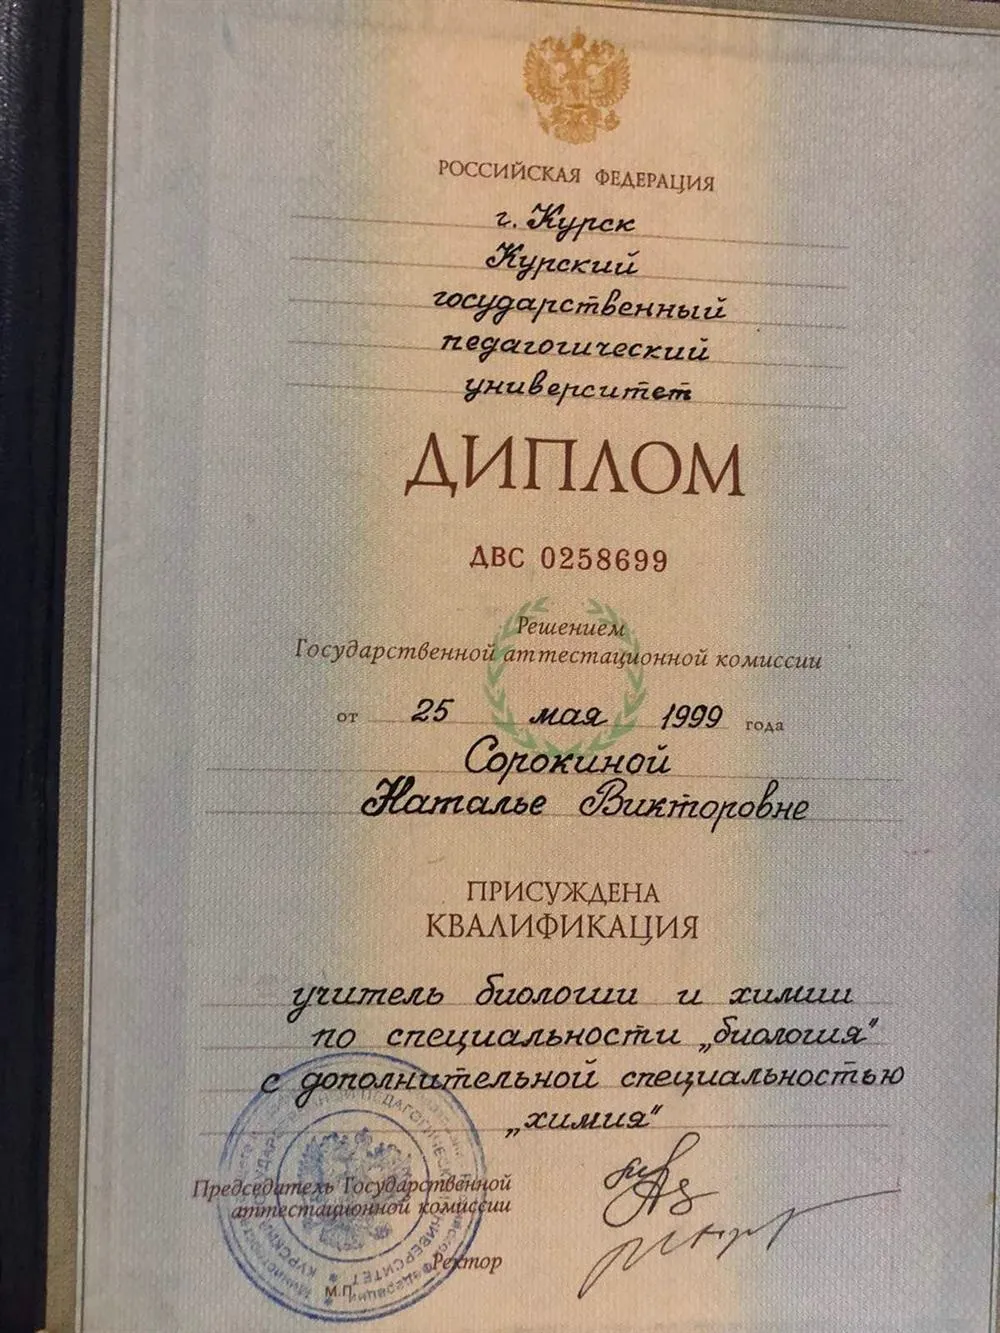 РОССИЙСКАЯ ФЕДЕРАЦИЯ
г. Курск
Курский
государственный
педагогический
университет
ДИПЛОМ
ДВС 0258699
Решением
Государственной аттестационной комиссии
от 25 мая 1999 года
Сорокиной
Наталье Викторовне
ПРИСУЖДЕНА
КВАЛИФИКАЦИЯ
учитель биологии и химии
по специальности „биология"
с дополнительной специальностью
„химия"
Председатель Государственной
аттестационной комиссии
Ректор
М.П.